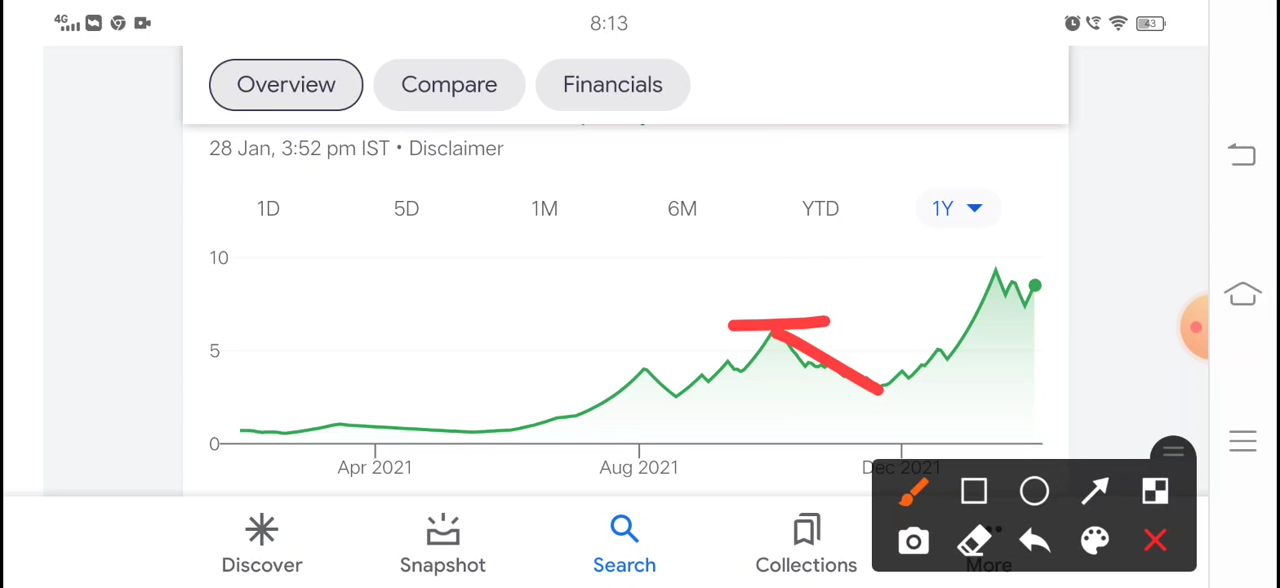 4G 8:13 43
Overview Compare Financials
28 Jan, 3:52 pm IST • Disclaimer
1D 5D 1M 6M YTD 1Y
10
5
0
Apr 2021 Aug 2021 Dec 2021
Discover Snapshot Search Collections More